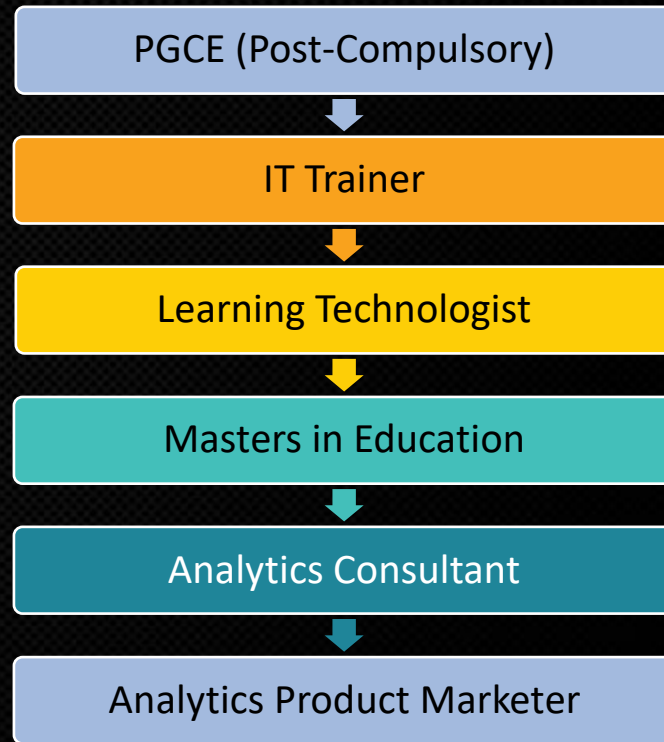 PGCE (Post-Compulsory)
IT Trainer
Learning Technologist
Masters in Education
Analytics Consultant
Analytics Product Marketer